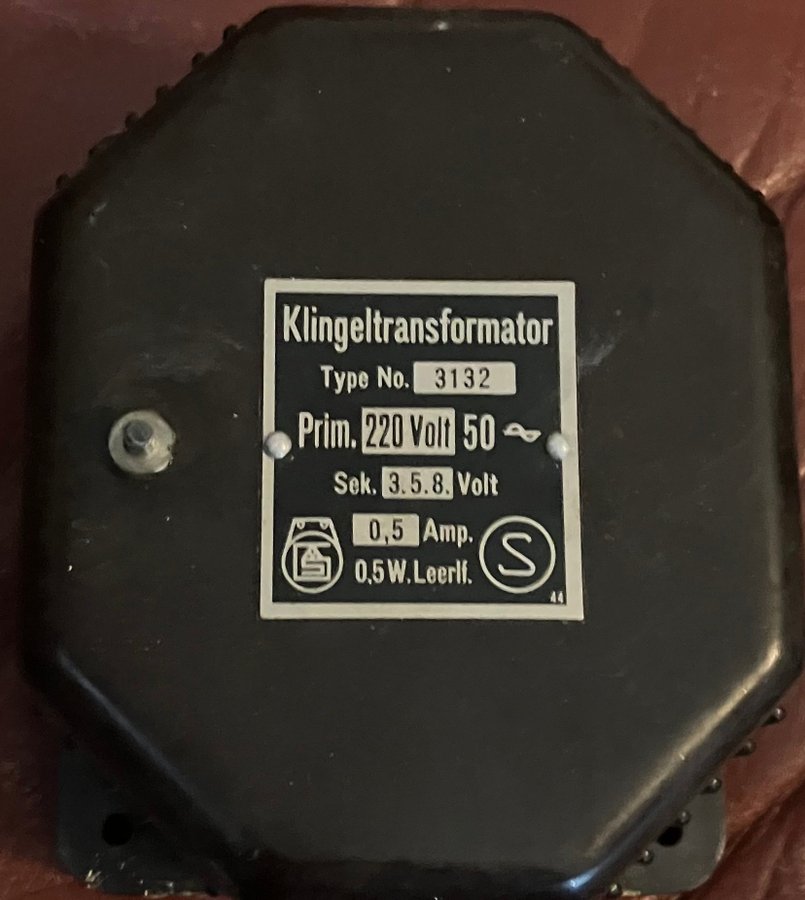 Klingeltransformator
Type No. 3132
Prim. 220 Volt 50 ~
Sek. 3.5.8. Volt
0,5 Amp.
0,5 W. Leerlf.
S
44